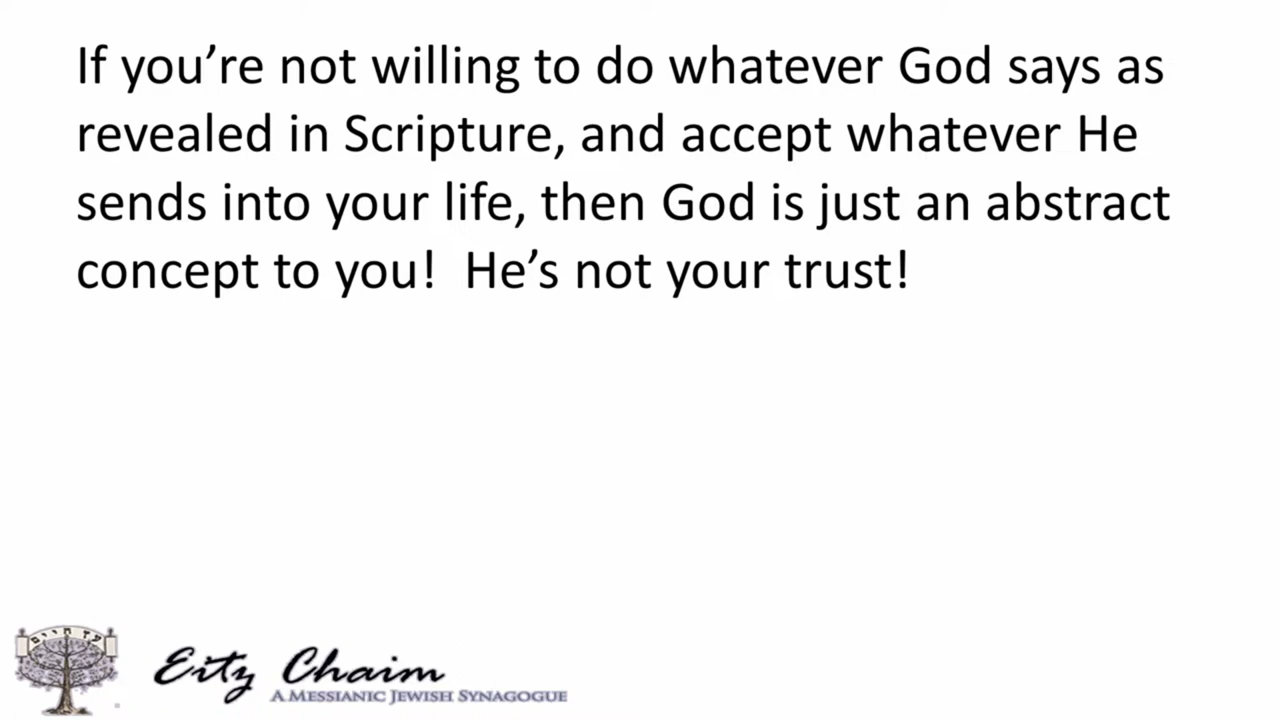 If you’re not willing to do whatever God says as
revealed in Scripture, and accept whatever He
sends into your life, then God is just an abstract
concept to you!  He’s not your trust!
עץ חיים
Eitz Chaim
A MESSIANIC JEWISH SYNAGOGUE